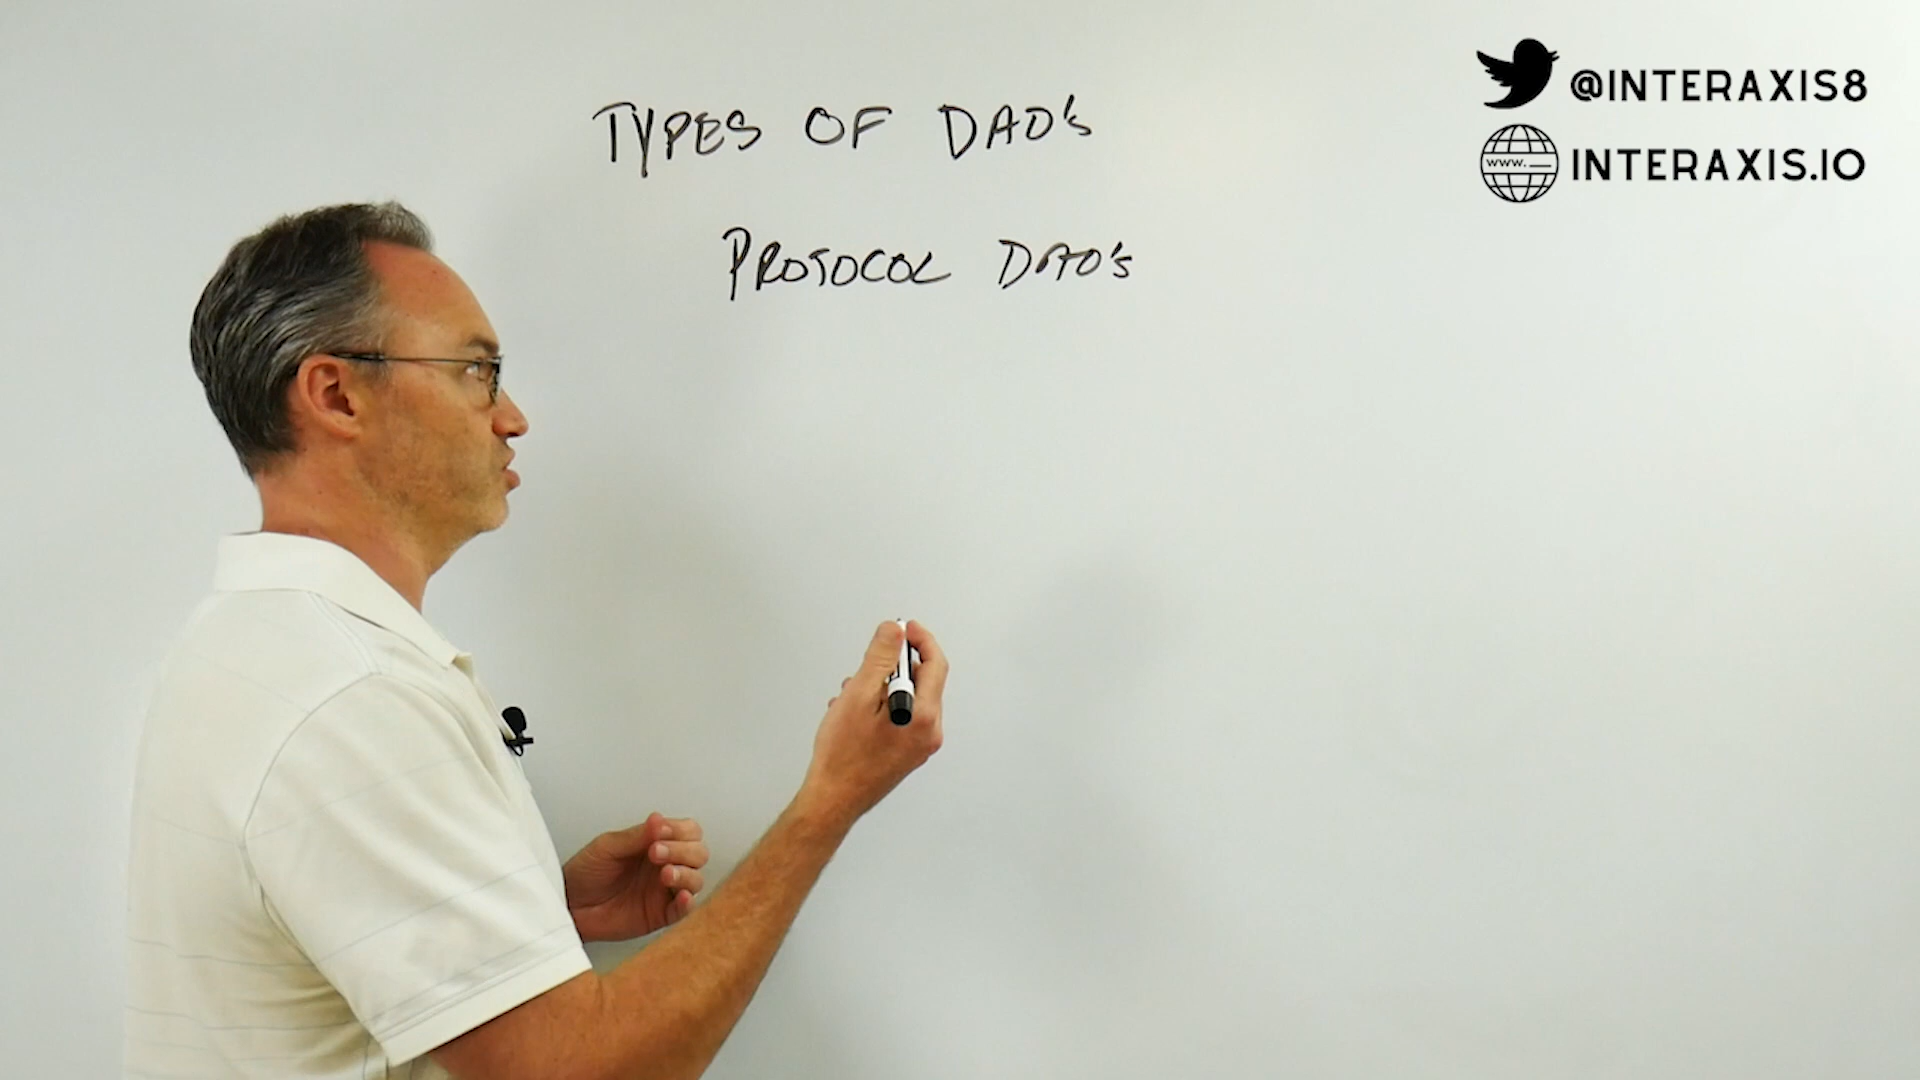 TYPES OF DAO's
PROTOCOL DAO's
@INTERAXIS8
www.
INTERAXIS.IO